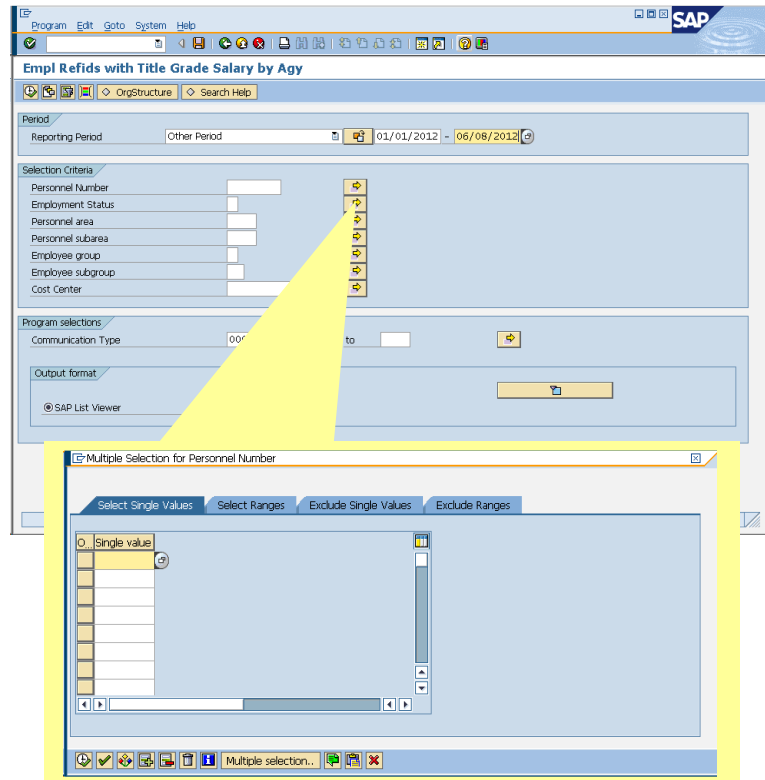 Program Edit Goto System Help
SAP
Empl Refids with Title Grade Salary by Agy
OrgStructure Search Help
Period
Reporting Period Other Period 01/01/2012 - 06/08/2012
Selection Criteria
Personnel Number
Employment Status
Personnel area
Personnel subarea
Employee group
Employee subgroup
Cost Center
Program selections
Communication Type to
Output format
SAP List Viewer
Multiple Selection for Personnel Number
Select Single Values Select Ranges Exclude Single Values Exclude Ranges
O... Single value
Multiple selection..